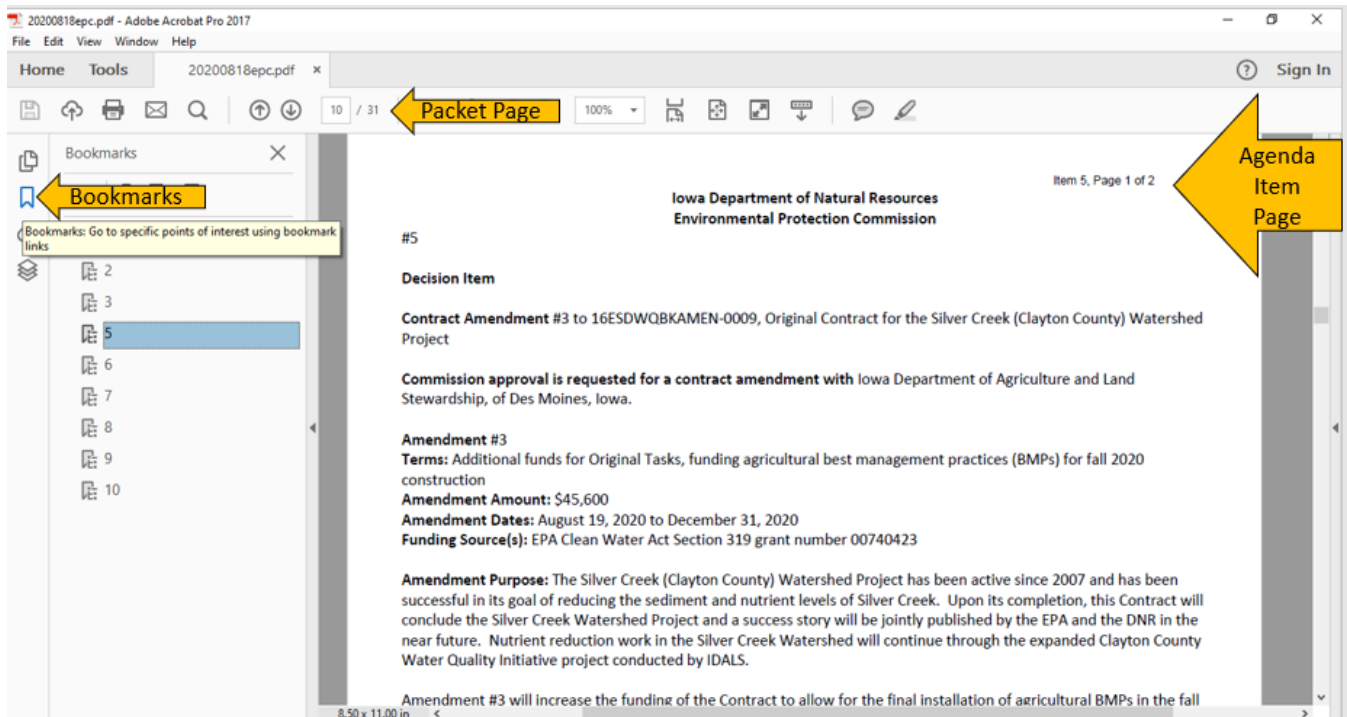 20200818epc.pdf - Adobe Acrobat Pro 2017
File Edit View Window Help
Home Tools 20200818epc.pdf × Sign In
10 / 31 Packet Page 100%
Bookmarks
Bookmarks
Bookmarks: Go to specific points of interest using bookmark
links
2
3
5
6
7
8
9
10
Agenda
Item
Page
Item 5, Page 1 of 2
Iowa Department of Natural Resources
Environmental Protection Commission
#5
Decision Item
Contract Amendment #3 to 16ESDWQBKAMEN-0009, Original Contract for the Silver Creek (Clayton County) Watershed
Project
Commission approval is requested for a contract amendment with Iowa Department of Agriculture and Land
Stewardship, of Des Moines, Iowa.
Amendment #3
Terms: Additional funds for Original Tasks, funding agricultural best management practices (BMPs) for fall 2020
construction
Amendment Amount: $45,600
Amendment Dates: August 19, 2020 to December 31, 2020
Funding Source(s): EPA Clean Water Act Section 319 grant number 00740423
Amendment Purpose: The Silver Creek (Clayton County) Watershed Project has been active since 2007 and has been
successful in its goal of reducing the sediment and nutrient levels of Silver Creek. Upon its completion, this Contract will
conclude the Silver Creek Watershed Project and a success story will be jointly published by the EPA and the DNR in the
near future. Nutrient reduction work in the Silver Creek Watershed will continue through the expanded Clayton County
Water Quality Initiative project conducted by IDALS.
Amendment #3 will increase the funding of the Contract to allow for the final installation of agricultural BMPs in the fall
8.50 x 11.00 in